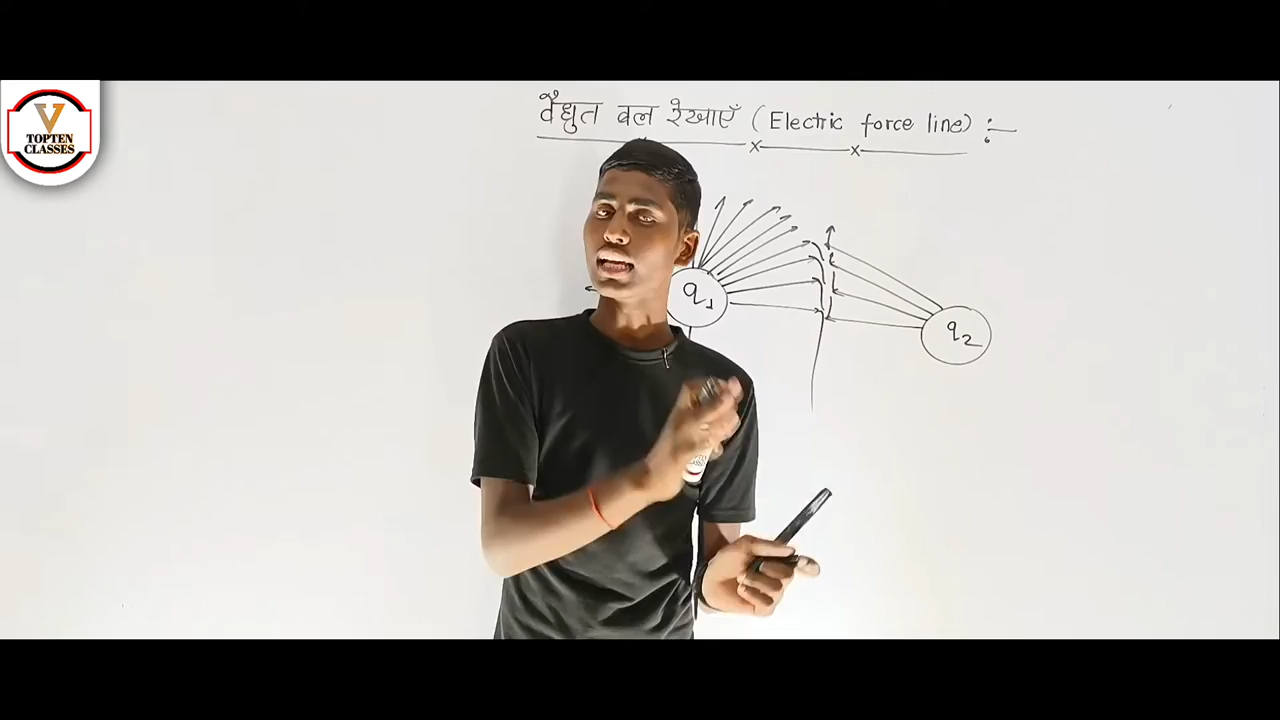 V
TOPTEN
CLASSES
वैधुत बल रेखाएँ (Electric force line) :-
q1
q2